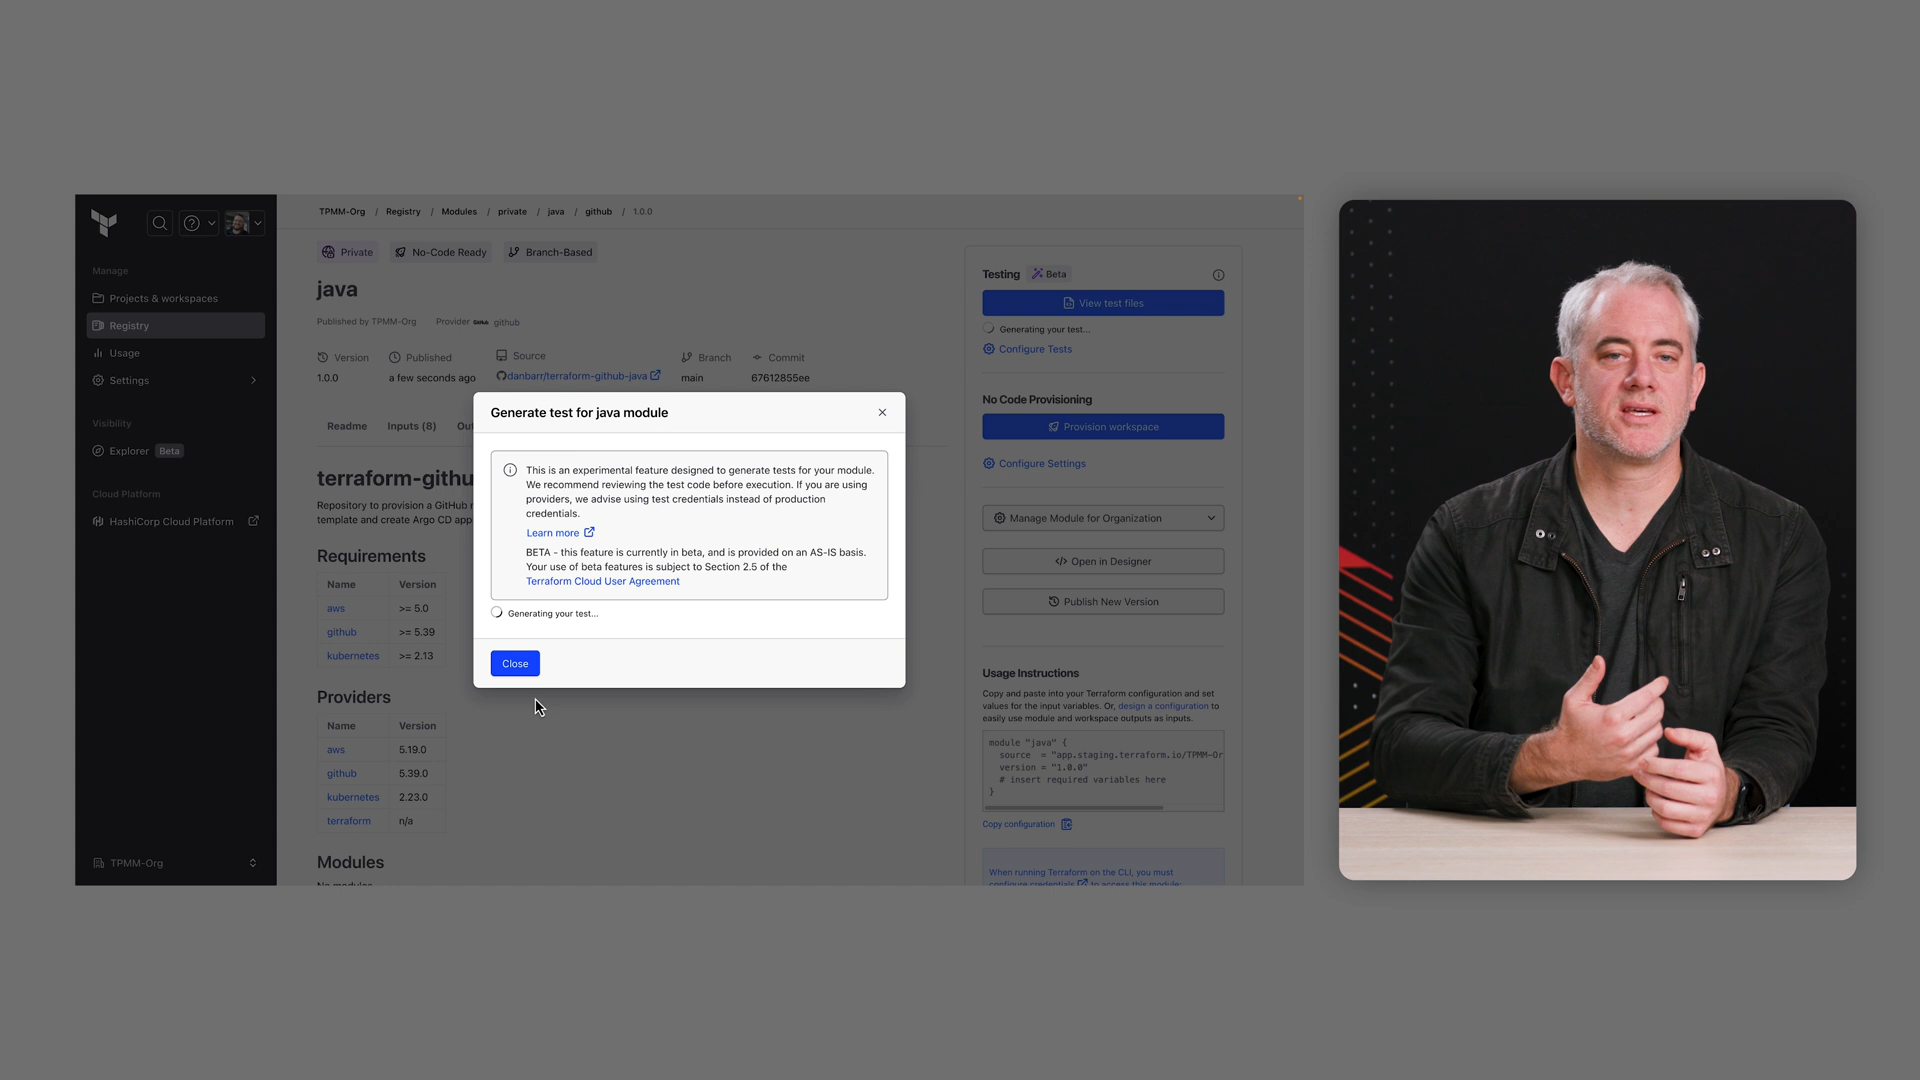 Manage
Projects & workspaces
Registry
Usage
Settings
Visibility
Explorer Beta
Cloud Platform
HashiCorp Cloud Platform
TPMM-Org
TPMM-Org / Registry / Modules / private / java / github / 1.0.0
Private No-Code Ready Branch-Based
java
Published by TPMM-Org Provider github
Version Published Source Branch Commit
1.0.0 a few seconds ago danbarr/terraform-github-java main 67612855ee
Readme Inputs (8) Out
terraform-githu
Repository to provision a GitHub r
template and create Argo CD app
Requirements
Name Version
aws >= 5.0
github >= 5.39
kubernetes >= 2.13
Providers
Name Version
aws 5.19.0
github 5.39.0
kubernetes 2.23.0
terraform n/a
Modules
No modules
Generate test for java module
This is an experimental feature designed to generate tests for your module.
We recommend reviewing the test code before execution. If you are using
providers, we advise using test credentials instead of production
credentials.
Learn more
BETA - this feature is currently in beta, and is provided on an AS-IS basis.
Your use of beta features is subject to Section 2.5 of the
Terraform Cloud User Agreement
Generating your test...
Close
Testing Beta
View test files
Generating your test...
Configure Tests
No Code Provisioning
Provision workspace
Configure Settings
Manage Module for Organization
Open in Designer
Publish New Version
Usage Instructions
Copy and paste into your Terraform configuration and set
values for the input variables. Or, design a configuration to
easily use module and workspace outputs as inputs.
module "java" {
source = "app.staging.terraform.io/TPMM-Or
version = "1.0.0"
# insert required variables here
}
Copy configuration
When running Terraform on the CLI, you must
configure credentials to access this module: